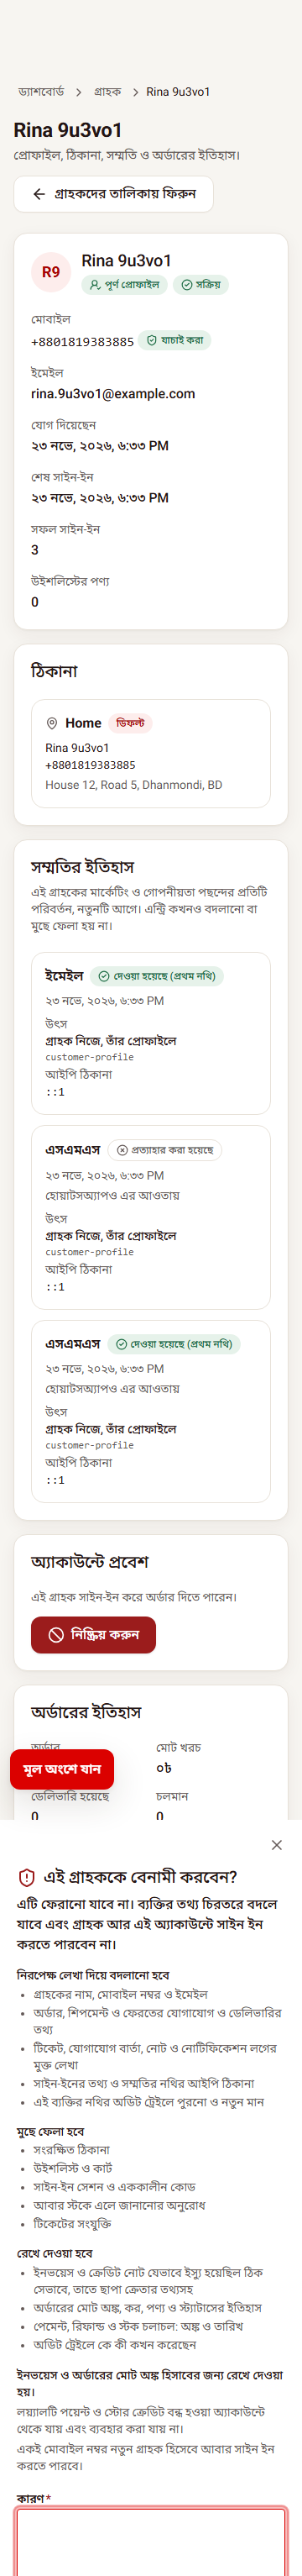 ড্যাশবোর্ড > গ্রাহক > Rina 9u3vo1
Rina 9u3vo1
প্রোফাইল, ঠিকানা, সম্মতি ও অর্ডারের ইতিহাস।
← গ্রাহকদের তালিকায় ফিরুন
R9
Rina 9u3vo1
পূর্ণ প্রোফাইল সক্রিয়
মোবাইল
+8801819383885 যাচাই করা
ইমেইল
rina.9u3vo1@example.com
যোগ দিয়েছেন
২৩ নভে, ২০২৬, ৬:৩৩ PM
শেষ সাইন-ইন
২৩ নভে, ২০২৬, ৬:৩৩ PM
সফল সাইন-ইন
3
উইশলিস্টের পণ্য
0
ঠিকানা
Home ডিফল্ট
Rina 9u3vo1
+8801819383885
House 12, Road 5, Dhanmondi, BD
সম্মতির ইতিহাস
এই গ্রাহকের মার্কেটিং ও গোপনীয়তা পছন্দের প্রতিটি
পরিবর্তন, নতুনটি আগে। এন্ট্রি কখনও বদলানো বা
মুছে ফেলা হয় না।
ইমেইল দেওয়া হয়েছে (প্রথম নথি)
২৩ নভে, ২০২৬, ৬:৩৩ PM
উৎস
গ্রাহক নিজে, তাঁর প্রোফাইলে
customer-profile
আইপি ঠিকানা
::1
এসএমএস প্রত্যাহার করা হয়েছে
২৩ নভে, ২০২৬, ৬:৩৩ PM
হোয়াটসঅ্যাপও এর আওতায়
উৎস
গ্রাহক নিজে, তাঁর প্রোফাইলে
customer-profile
আইপি ঠিকানা
::1
এসএমএস দেওয়া হয়েছে (প্রথম নথি)
২৩ নভে, ২০২৬, ৬:৩৩ PM
হোয়াটসঅ্যাপও এর আওতায়
উৎস
গ্রাহক নিজে, তাঁর প্রোফাইলে
customer-profile
আইপি ঠিকানা
::1
অ্যাকাউন্টে প্রবেশ
এই গ্রাহক সাইন-ইন করে অর্ডার দিতে পারেন।
নিষ্ক্রিয় করুন
অর্ডারের ইতিহাস
অর্ডার মোট খরচ
মূল অংশে যান
০৳
ডেলিভারি হয়েছে চলমান
0 0
এই গ্রাহককে বেনামী করবেন?
এটি ফেরানো যাবে না। ব্যক্তির তথ্য চিরতরে বদলে
যাবে এবং গ্রাহক আর এই অ্যাকাউন্টে সাইন ইন
করতে পারবেন না।
নিরপেক্ষ লেখা দিয়ে বদলানো হবে
• গ্রাহকের নাম, মোবাইল নম্বর ও ইমেইল
• অর্ডার, শিপমেন্ট ও ফেরতের যোগাযোগ ও ডেলিভারির
তথ্য
• টিকেট, যোগাযোগ বার্তা, নোট ও নোটিফিকেশন লগের
মুক্ত লেখা
• সাইন-ইনের তথ্য ও সম্মতির নথির আইপি ঠিকানা
• এই ব্যক্তির নথির অডিট ট্রেইলে পুরনো ও নতুন মান
মুছে ফেলা হবে
• সংরক্ষিত ঠিকানা
• উইশলিস্ট ও কার্ট
• সাইন-ইন সেশন ও এককালীন কোড
• আবার স্টকে এলে জানানোর অনুরোধ
• টিকেটের সংযুক্তি
রেখে দেওয়া হবে
• ইনভয়েস ও ক্রেডিট নোট যেভাবে ইস্যু হয়েছিল ঠিক
সেভাবে, তাতে ছাপা ক্রেতার তথ্যসহ
• অর্ডারের মোট অঙ্ক, কর, পণ্য ও স্ট্যাটাসের ইতিহাস
• পেমেন্ট, রিফান্ড ও স্টক চলাচল: অঙ্ক ও তারিখ
• অডিট ট্রেইলে কে কী কখন করেছেন
ইনভয়েস ও অর্ডারের মোট অঙ্ক হিসাবের জন্য রেখে দেওয়া
হয়।
লয়্যালটি পয়েন্ট ও স্টোর ক্রেডিট বন্ধ হওয়া অ্যাকাউন্টে
থেকে যায় এবং ব্যবহার করা যায় না।
একই মোবাইল নম্বর নতুন গ্রাহক হিসেবে আবার সাইন ইন
করতে পারবে।
কারণ *